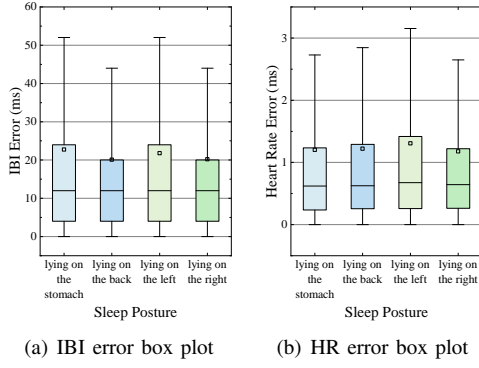 60
50
40
30
20
10
0
IBI Error (ms)
lying on the stomach
lying on the back
lying on the left
lying on the right
Sleep Posture
(a) IBI error box plot
3
2
1
0
Heart Rate Error (ms)
lying on the stomach
lying on the back
lying on the left
lying on the right
Sleep Posture
(b) HR error box plot